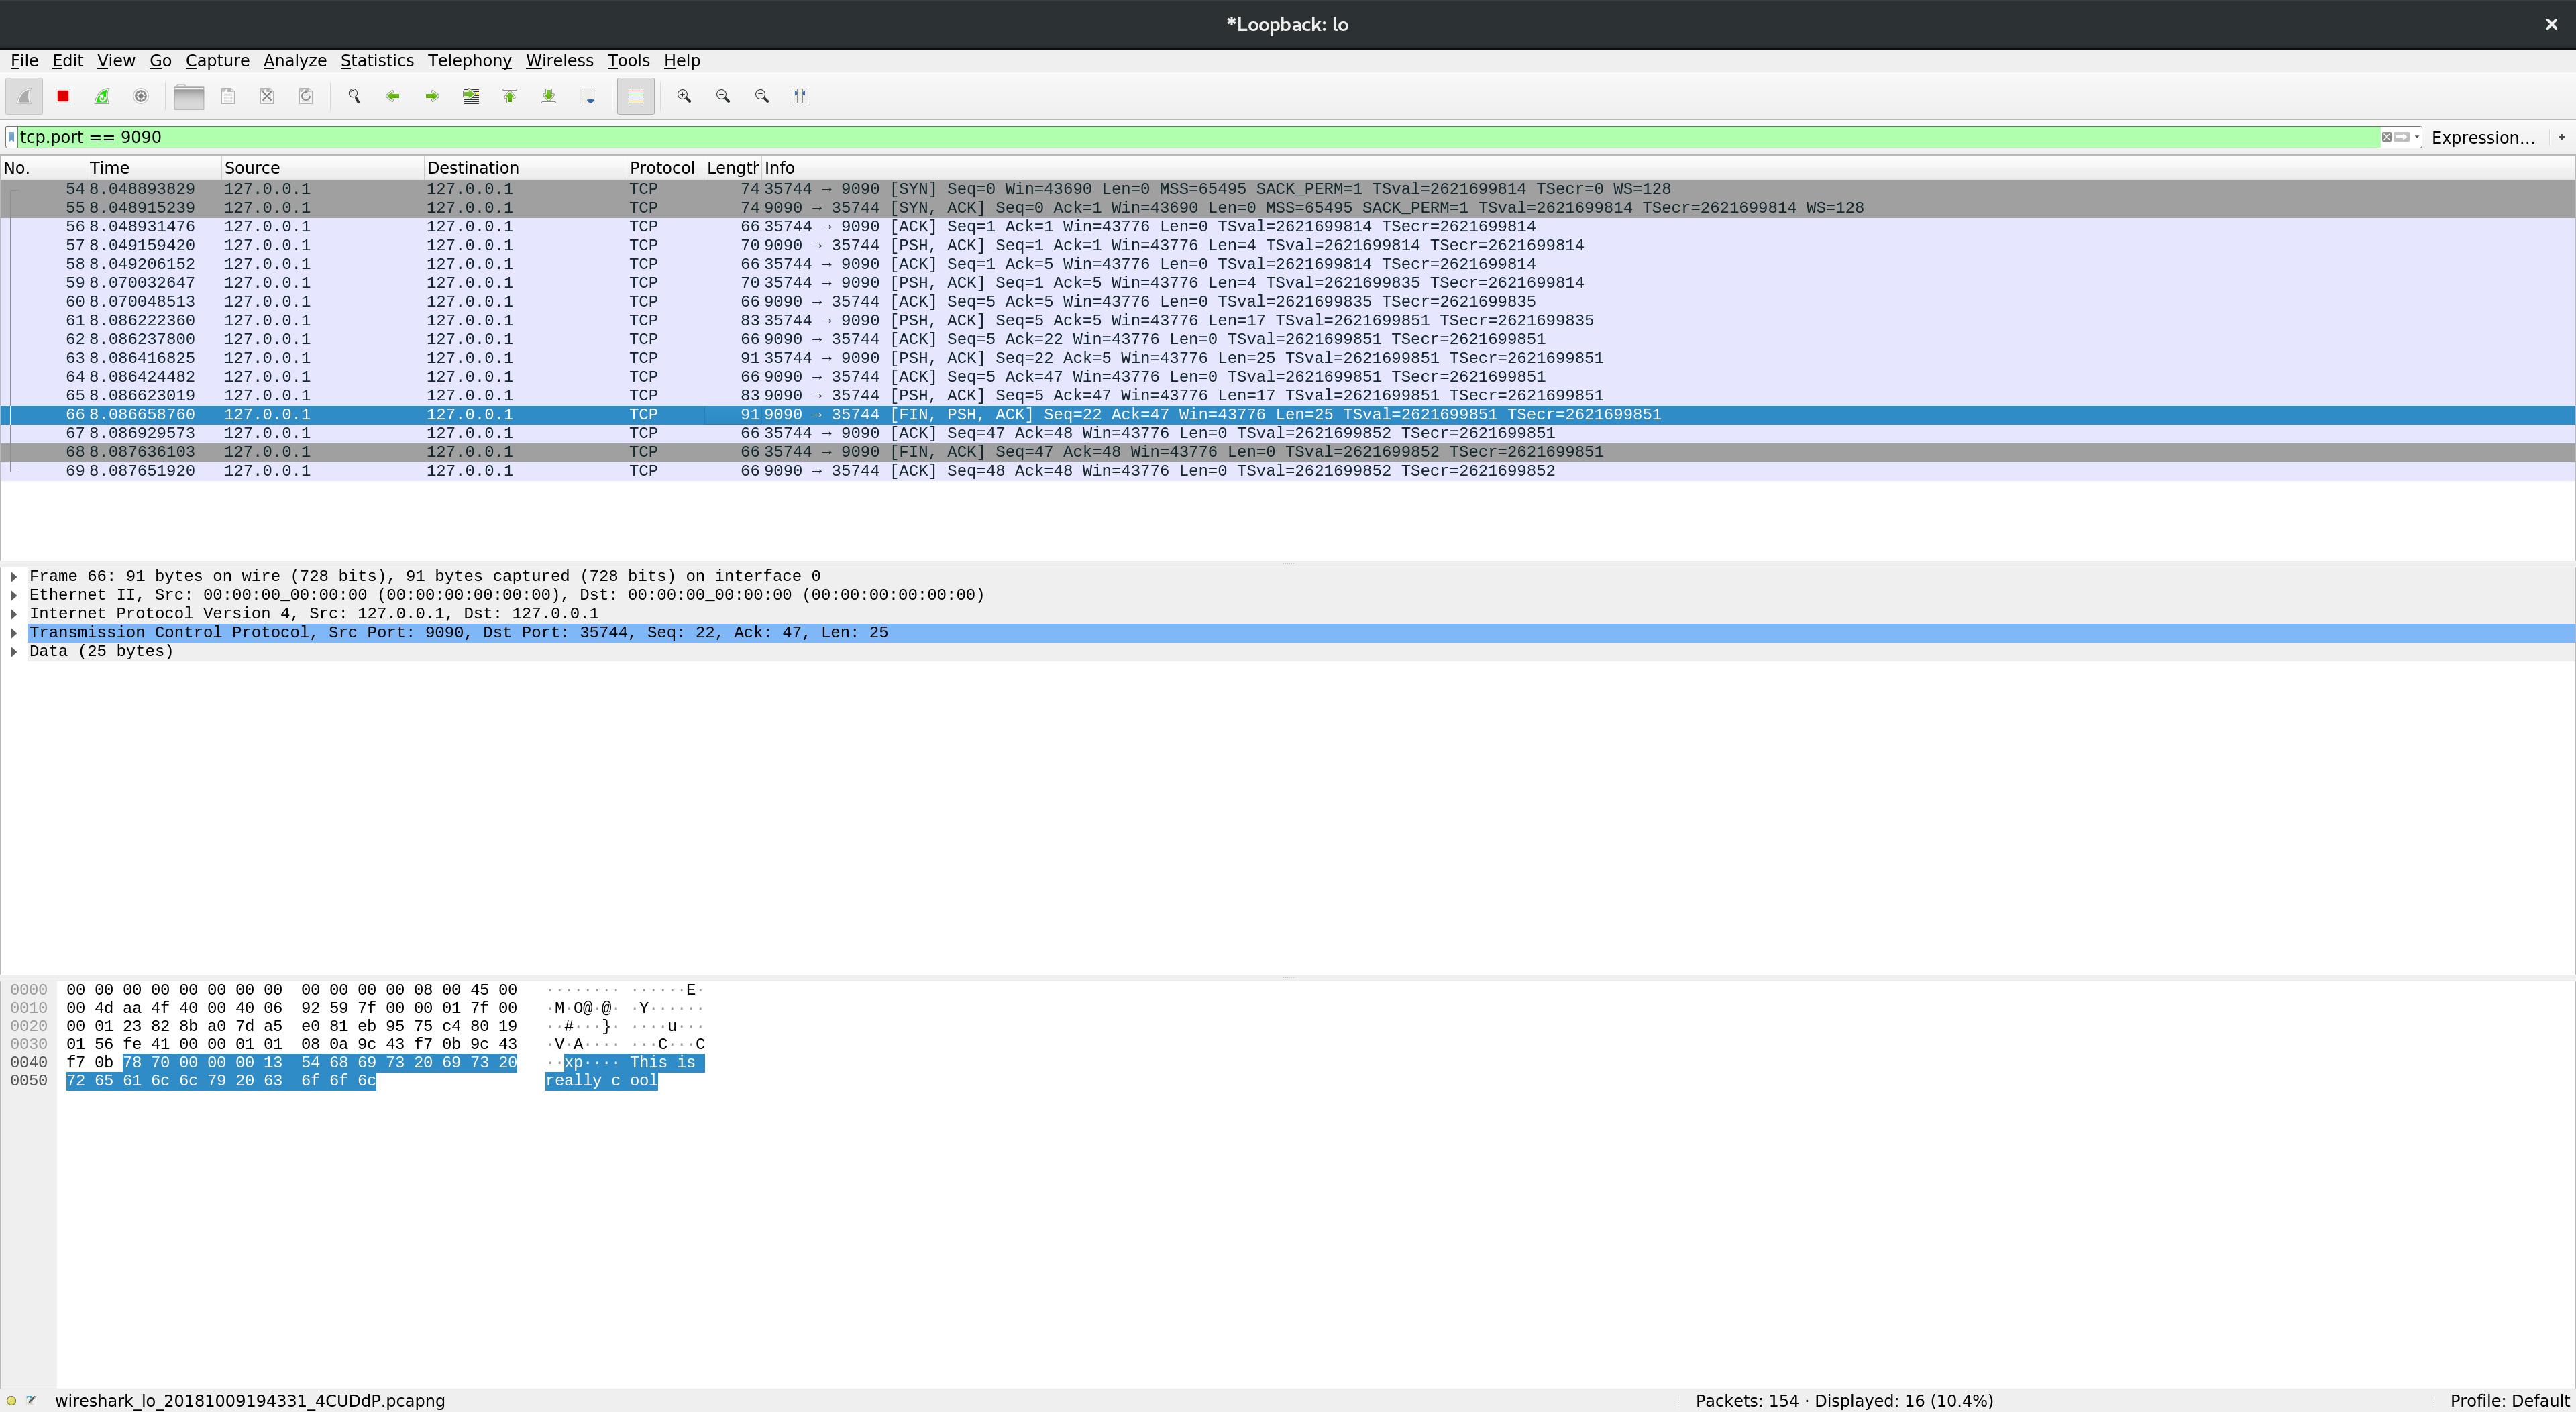 *Loopback: lo
File Edit View Go Capture Analyze Statistics Telephony Wireless Tools Help
tcp.port == 9090 Expression… +
No. Time Source Destination Protocol Length Info
54 8.048893829 127.0.0.1 127.0.0.1 TCP 74 35744 → 9090 [SYN] Seq=0 Win=43690 Len=0 MSS=65495 SACK_PERM=1 TSval=2621699814 TSecr=0 WS=128
55 8.048915239 127.0.0.1 127.0.0.1 TCP 74 9090 → 35744 [SYN, ACK] Seq=0 Ack=1 Win=43690 Len=0 MSS=65495 SACK_PERM=1 TSval=2621699814 TSecr=2621699814 WS=128
56 8.048931476 127.0.0.1 127.0.0.1 TCP 66 35744 → 9090 [ACK] Seq=1 Ack=1 Win=43776 Len=0 TSval=2621699814 TSecr=2621699814
57 8.049159420 127.0.0.1 127.0.0.1 TCP 70 9090 → 35744 [PSH, ACK] Seq=1 Ack=1 Win=43776 Len=4 TSval=2621699814 TSecr=2621699814
58 8.049206152 127.0.0.1 127.0.0.1 TCP 66 35744 → 9090 [ACK] Seq=1 Ack=5 Win=43776 Len=0 TSval=2621699814 TSecr=2621699814
59 8.070032647 127.0.0.1 127.0.0.1 TCP 70 35744 → 9090 [PSH, ACK] Seq=1 Ack=5 Win=43776 Len=4 TSval=2621699835 TSecr=2621699814
60 8.070048513 127.0.0.1 127.0.0.1 TCP 66 9090 → 35744 [ACK] Seq=5 Ack=5 Win=43776 Len=0 TSval=2621699835 TSecr=2621699835
61 8.086222360 127.0.0.1 127.0.0.1 TCP 83 35744 → 9090 [PSH, ACK] Seq=5 Ack=5 Win=43776 Len=17 TSval=2621699851 TSecr=2621699835
62 8.086237800 127.0.0.1 127.0.0.1 TCP 66 9090 → 35744 [ACK] Seq=5 Ack=22 Win=43776 Len=0 TSval=2621699851 TSecr=2621699851
63 8.086416825 127.0.0.1 127.0.0.1 TCP 91 35744 → 9090 [PSH, ACK] Seq=22 Ack=5 Win=43776 Len=25 TSval=2621699851 TSecr=2621699851
64 8.086424482 127.0.0.1 127.0.0.1 TCP 66 9090 → 35744 [ACK] Seq=5 Ack=47 Win=43776 Len=0 TSval=2621699851 TSecr=2621699851
65 8.086623019 127.0.0.1 127.0.0.1 TCP 83 9090 → 35744 [PSH, ACK] Seq=5 Ack=47 Win=43776 Len=17 TSval=2621699851 TSecr=2621699851
66 8.086658760 127.0.0.1 127.0.0.1 TCP 91 9090 → 35744 [FIN, PSH, ACK] Seq=22 Ack=47 Win=43776 Len=25 TSval=2621699851 TSecr=2621699851
67 8.086929573 127.0.0.1 127.0.0.1 TCP 66 35744 → 9090 [ACK] Seq=47 Ack=48 Win=43776 Len=0 TSval=2621699852 TSecr=2621699851
68 8.087636103 127.0.0.1 127.0.0.1 TCP 66 35744 → 9090 [FIN, ACK] Seq=47 Ack=48 Win=43776 Len=0 TSval=2621699852 TSecr=2621699851
69 8.087651920 127.0.0.1 127.0.0.1 TCP 66 9090 → 35744 [ACK] Seq=48 Ack=48 Win=43776 Len=0 TSval=2621699852 TSecr=2621699852
Frame 66: 91 bytes on wire (728 bits), 91 bytes captured (728 bits) on interface 0
Ethernet II, Src: 00:00:00_00:00:00 (00:00:00:00:00:00), Dst: 00:00:00_00:00:00 (00:00:00:00:00:00)
Internet Protocol Version 4, Src: 127.0.0.1, Dst: 127.0.0.1
Transmission Control Protocol, Src Port: 9090, Dst Port: 35744, Seq: 22, Ack: 47, Len: 25
Data (25 bytes)
0000 00 00 00 00 00 00 00 00 00 00 00 00 08 00 45 00 ········ ······E·
0010 00 4d aa 4f 40 00 40 06 92 59 7f 00 00 01 7f 00 ·M·O@·@· ·Y······
0020 00 01 23 82 8b a0 7d a5 e0 81 eb 95 75 c4 80 19 ··#···}· ····u···
0030 01 56 fe 41 00 00 01 01 08 0a 9c 43 f7 0b 9c 43 ·V·A···· ···C···C
0040 f7 0b 78 70 00 00 00 13 54 68 69 73 20 69 73 20 ··xp···· This is
0050 72 65 61 6c 6c 79 20 63 6f 6f 6c really c ool
wireshark_lo_20181009194331_4CUDdP.pcapng Packets: 154 · Displayed: 16 (10.4%) Profile: Default